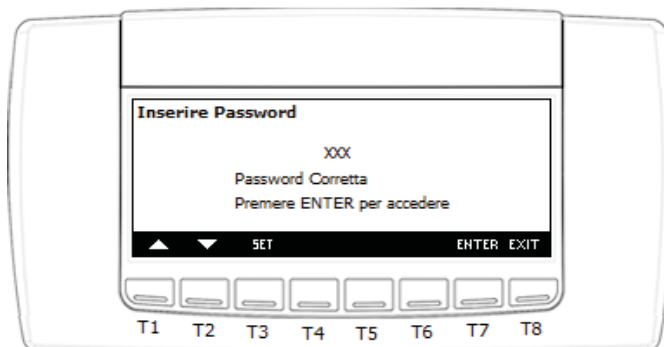 Inserire Password
XXX
Password Corretta
Premere ENTER per accedere
SET ENTER EXIT
T1 T2 T3 T4 T5 T6 T7 T8